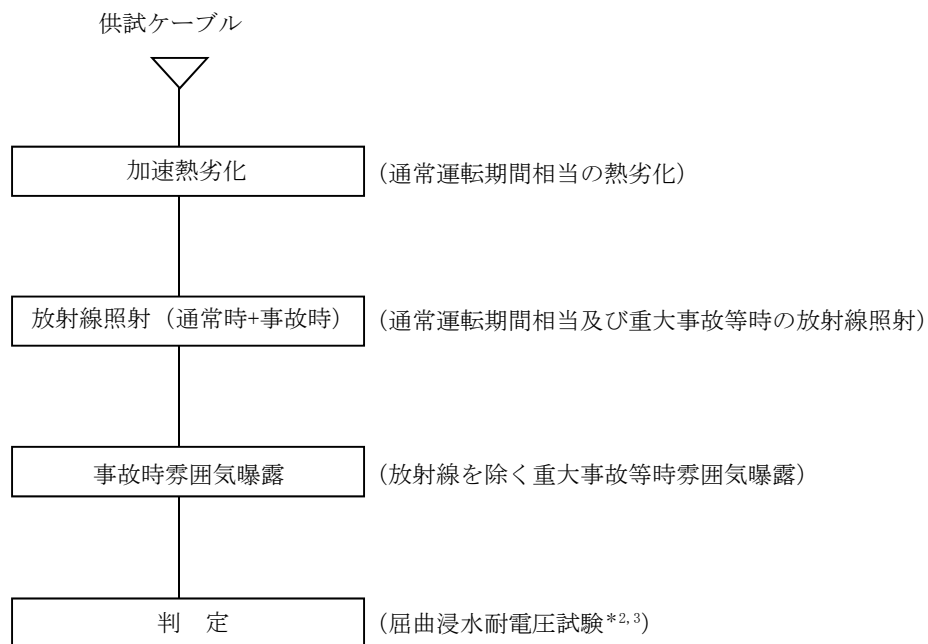 供試ケーブル
加速熱劣化 (通常運転期間相当の熱劣化)
放射線照射（通常時+事故時） (通常運転期間相当及び重大事故等時の放射線照射)
事故時雰囲気曝露 (放射線を除く重大事故等時雰囲気曝露)
判　定 (屈曲浸水耐電圧試験*2,3)